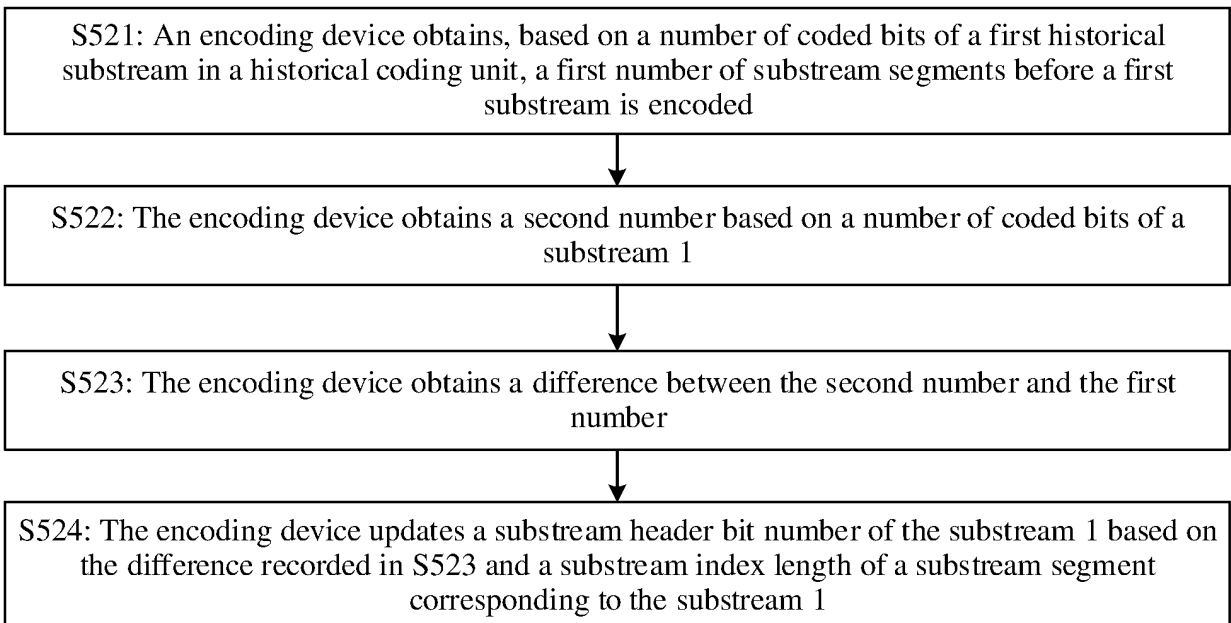 S521: An encoding device obtains, based on a number of coded bits of a first historical
substream in a historical coding unit, a first number of substream segments before a first
substream is encoded
S522: The encoding device obtains a second number based on a number of coded bits of a
substream 1
S523: The encoding device obtains a difference between the second number and the first
number
S524: The encoding device updates a substream header bit number of the substream 1 based on
the difference recorded in S523 and a substream index length of a substream segment
corresponding to the substream 1